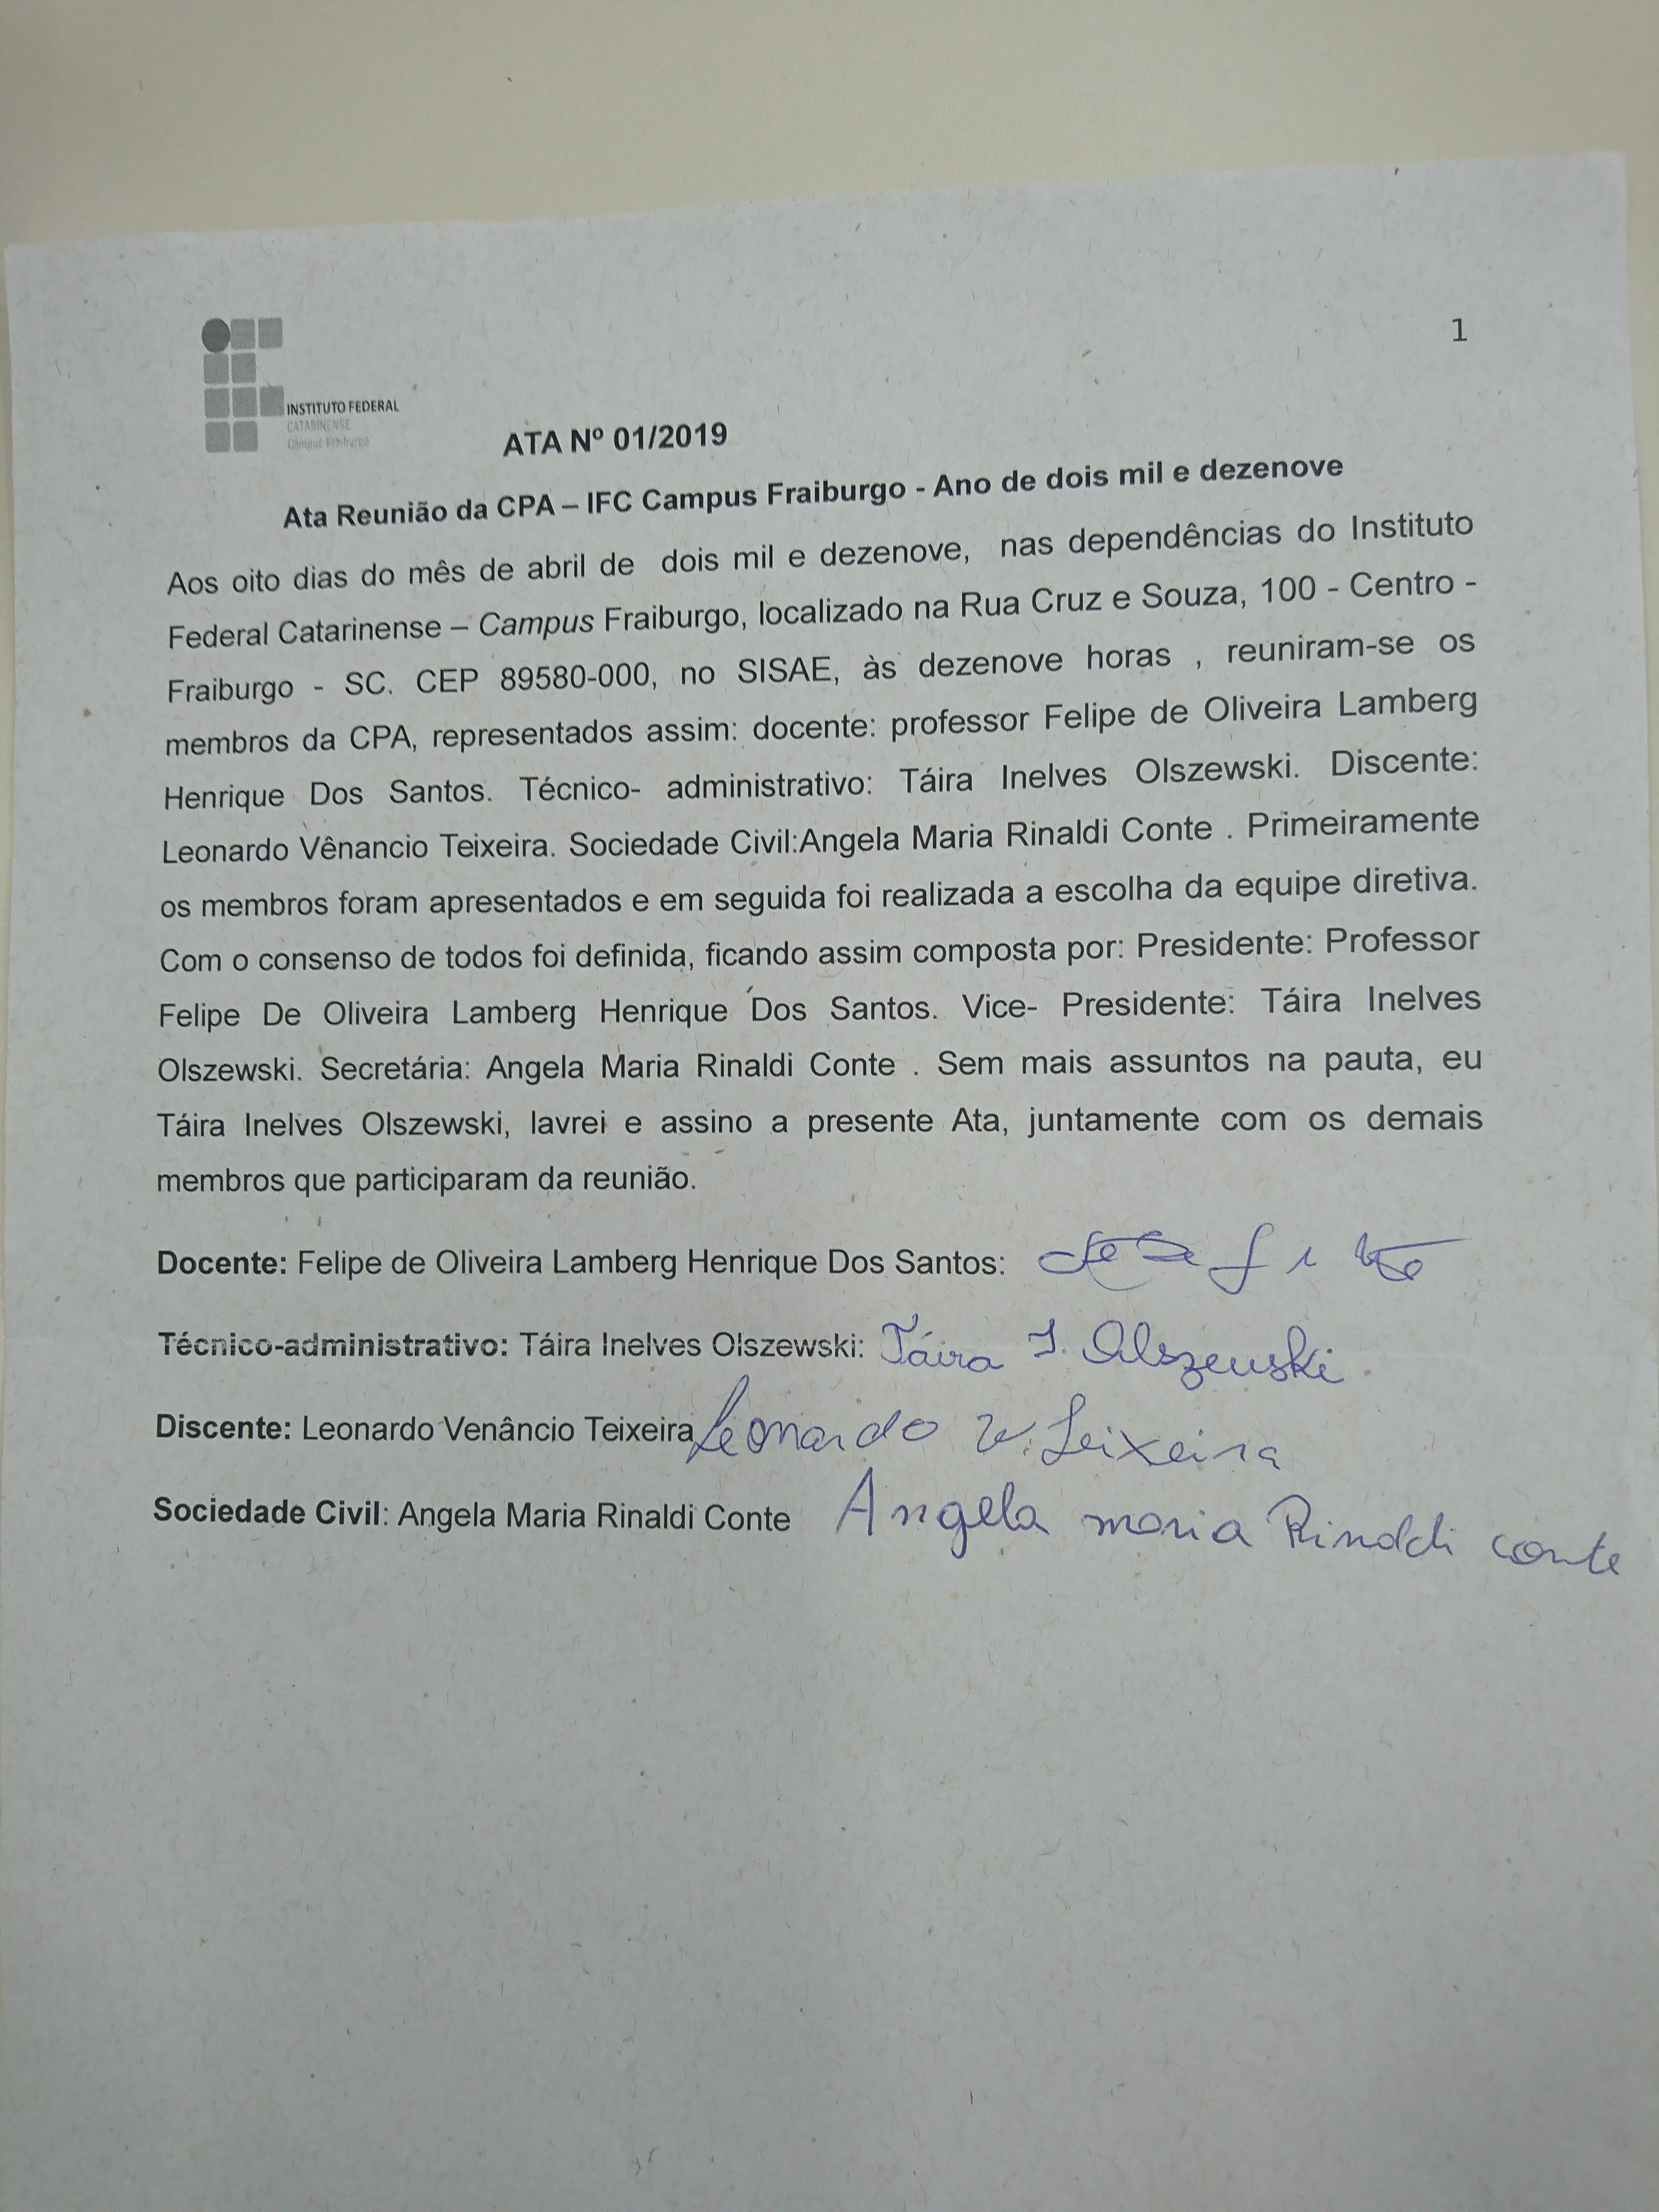 1
INSTITUTO FEDERAL
CATARINENSE
Câmpus Fraiburgo
ATA Nº 01/2019
Ata Reunião da CPA – IFC Campus Fraiburgo - Ano de dois mil e dezenove
Aos oito dias do mês de abril de dois mil e dezenove, nas dependências do Instituto
Federal Catarinense – Campus Fraiburgo, localizado na Rua Cruz e Souza, 100 - Centro -
Fraiburgo - SC. CEP 89580-000, no SISAE, às dezenove horas , reuniram-se os
membros da CPA, representados assim: docente: professor Felipe de Oliveira Lamberg
Henrique Dos Santos. Técnico- administrativo: Táira Inelves Olszewski. Discente:
Leonardo Vênancio Teixeira. Sociedade Civil:Angela Maria Rinaldi Conte . Primeiramente
os membros foram apresentados e em seguida foi realizada a escolha da equipe diretiva.
Com o consenso de todos foi definida, ficando assim composta por: Presidente: Professor
Felipe De Oliveira Lamberg Henrique Dos Santos. Vice- Presidente: Táira Inelves
Olszewski. Secretária: Angela Maria Rinaldi Conte . Sem mais assuntos na pauta, eu
Táira Inelves Olszewski, lavrei e assino a presente Ata, juntamente com os demais
membros que participaram da reunião.
Docente: Felipe de Oliveira Lamberg Henrique Dos Santos:
Técnico-administrativo: Táira Inelves Olszewski: Táira I. Olszewski
Discente: Leonardo Venâncio Teixeira Leonardo V. Teixeira
Sociedade Civil: Angela Maria Rinaldi Conte Angela maria Rinaldi conte